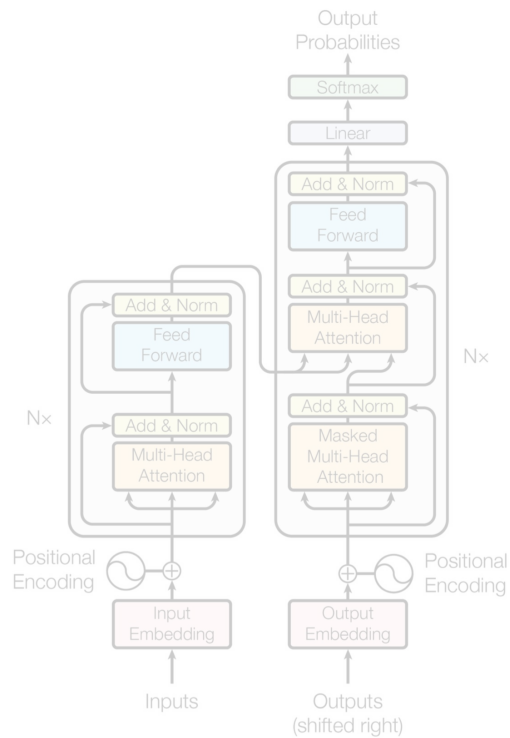 Output
Probabilities
Softmax
Linear
Add & Norm
Feed
Forward
Add & Norm
Multi-Head
Attention
Add & Norm
Masked
Multi-Head
Attention
N×
Add & Norm
Feed
Forward
Add & Norm
Multi-Head
Attention
N×
Positional
Encoding
Positional
Encoding
Input
Embedding
Output
Embedding
Inputs
Outputs
(shifted right)